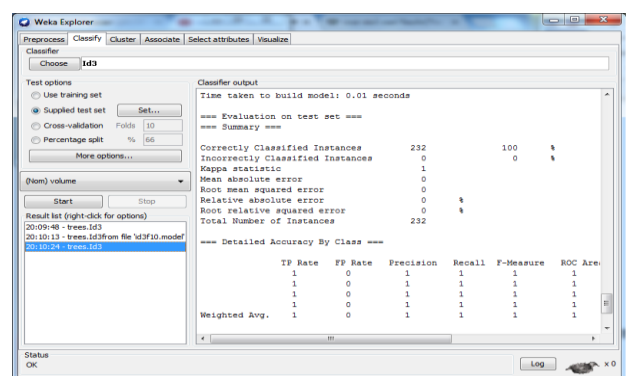 Weka Explorer
Preprocess Classify Cluster Associate Select attributes Visualize
Classifier
Choose Id3
Test options
Use training set
Supplied test set Set...
Cross-validation Folds 10
Percentage split % 66
More options...
(Nom) volume
Start Stop
Result list (right-click for options)
20:09:48 - trees.Id3
20:10:13 - trees.Id3from file 'id3F10.model'
20:10:24 - trees.Id3
Classifier output
Time taken to build model: 0.01 seconds
=== Evaluation on test set ===
=== Summary ===
Correctly Classified Instances 232 100 %
Incorrectly Classified Instances 0 0 %
Kappa statistic 1
Mean absolute error 0
Root mean squared error 0
Relative absolute error 0 %
Root relative squared error 0 %
Total Number of Instances 232
=== Detailed Accuracy By Class ===
TP Rate FP Rate Precision Recall F-Measure ROC Area
1 0 1 1 1 1
1 0 1 1 1 1
1 0 1 1 1 1
1 0 1 1 1 1
Weighted Avg. 1 0 1 1 1 1
Status
OK
Log x 0